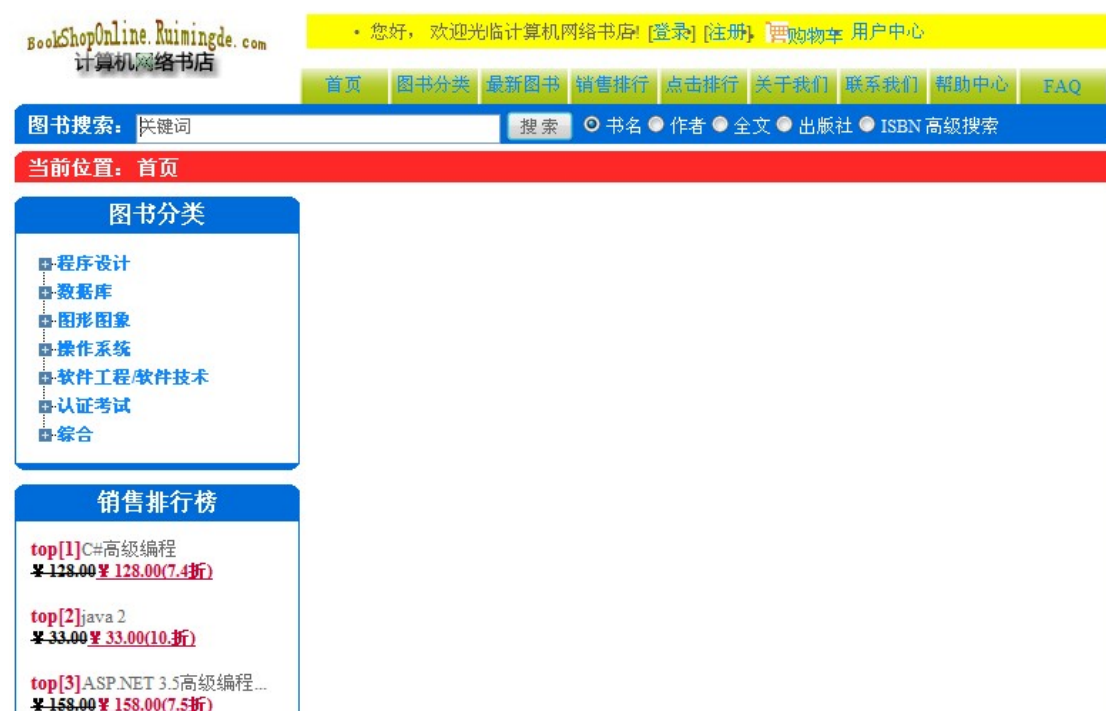 BookShopOnline.Ruimingde.com
计算机网络书店
• 您好， 欢迎光临计算机网络书店! [登录] [注册] 购物车 用户中心
首页 图书分类 最新图书 销售排行 点击排行 关于我们 联系我们 帮助中心 FAQ
图书搜索： 关键词 搜索 书名 作者 全文 出版社 ISBN 高级搜索
当前位置：首页
图书分类
程序设计
数据库
图形图象
操作系统
软件工程/软件技术
认证考试
综合
销售排行榜
top[1]C#高级编程
¥ 128.00¥ 128.00(7.4折)
top[2]java 2
¥ 33.00¥ 33.00(10.折)
top[3]ASP.NET 3.5高级编程...
¥ 158.00¥ 158.00(7.5折)